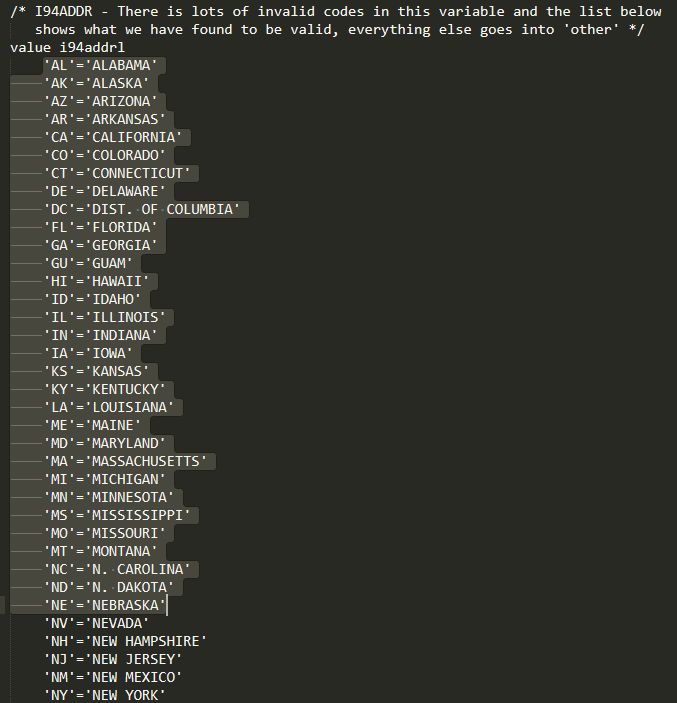 /* I94ADDR - There is lots of invalid codes in this variable and the list below
shows what we have found to be valid, everything else goes into 'other' */
value i94addrl
'AL'='ALABAMA'
'AK'='ALASKA'
'AZ'='ARIZONA'
'AR'='ARKANSAS'
'CA'='CALIFORNIA'
'CO'='COLORADO'
'CT'='CONNECTICUT'
'DE'='DELAWARE'
'DC'='DIST. OF COLUMBIA'
'FL'='FLORIDA'
'GA'='GEORGIA'
'GU'='GUAM'
'HI'='HAWAII'
'ID'='IDAHO'
'IL'='ILLINOIS'
'IN'='INDIANA'
'IA'='IOWA'
'KS'='KANSAS'
'KY'='KENTUCKY'
'LA'='LOUISIANA'
'ME'='MAINE'
'MD'='MARYLAND'
'MA'='MASSACHUSETTS'
'MI'='MICHIGAN'
'MN'='MINNESOTA'
'MS'='MISSISSIPPI'
'MO'='MISSOURI'
'MT'='MONTANA'
'NC'='N. CAROLINA'
'ND'='N. DAKOTA'
'NE'='NEBRASKA'
'NV'='NEVADA'
'NH'='NEW HAMPSHIRE'
'NJ'='NEW JERSEY'
'NM'='NEW MEXICO'
'NY'='NEW YORK'